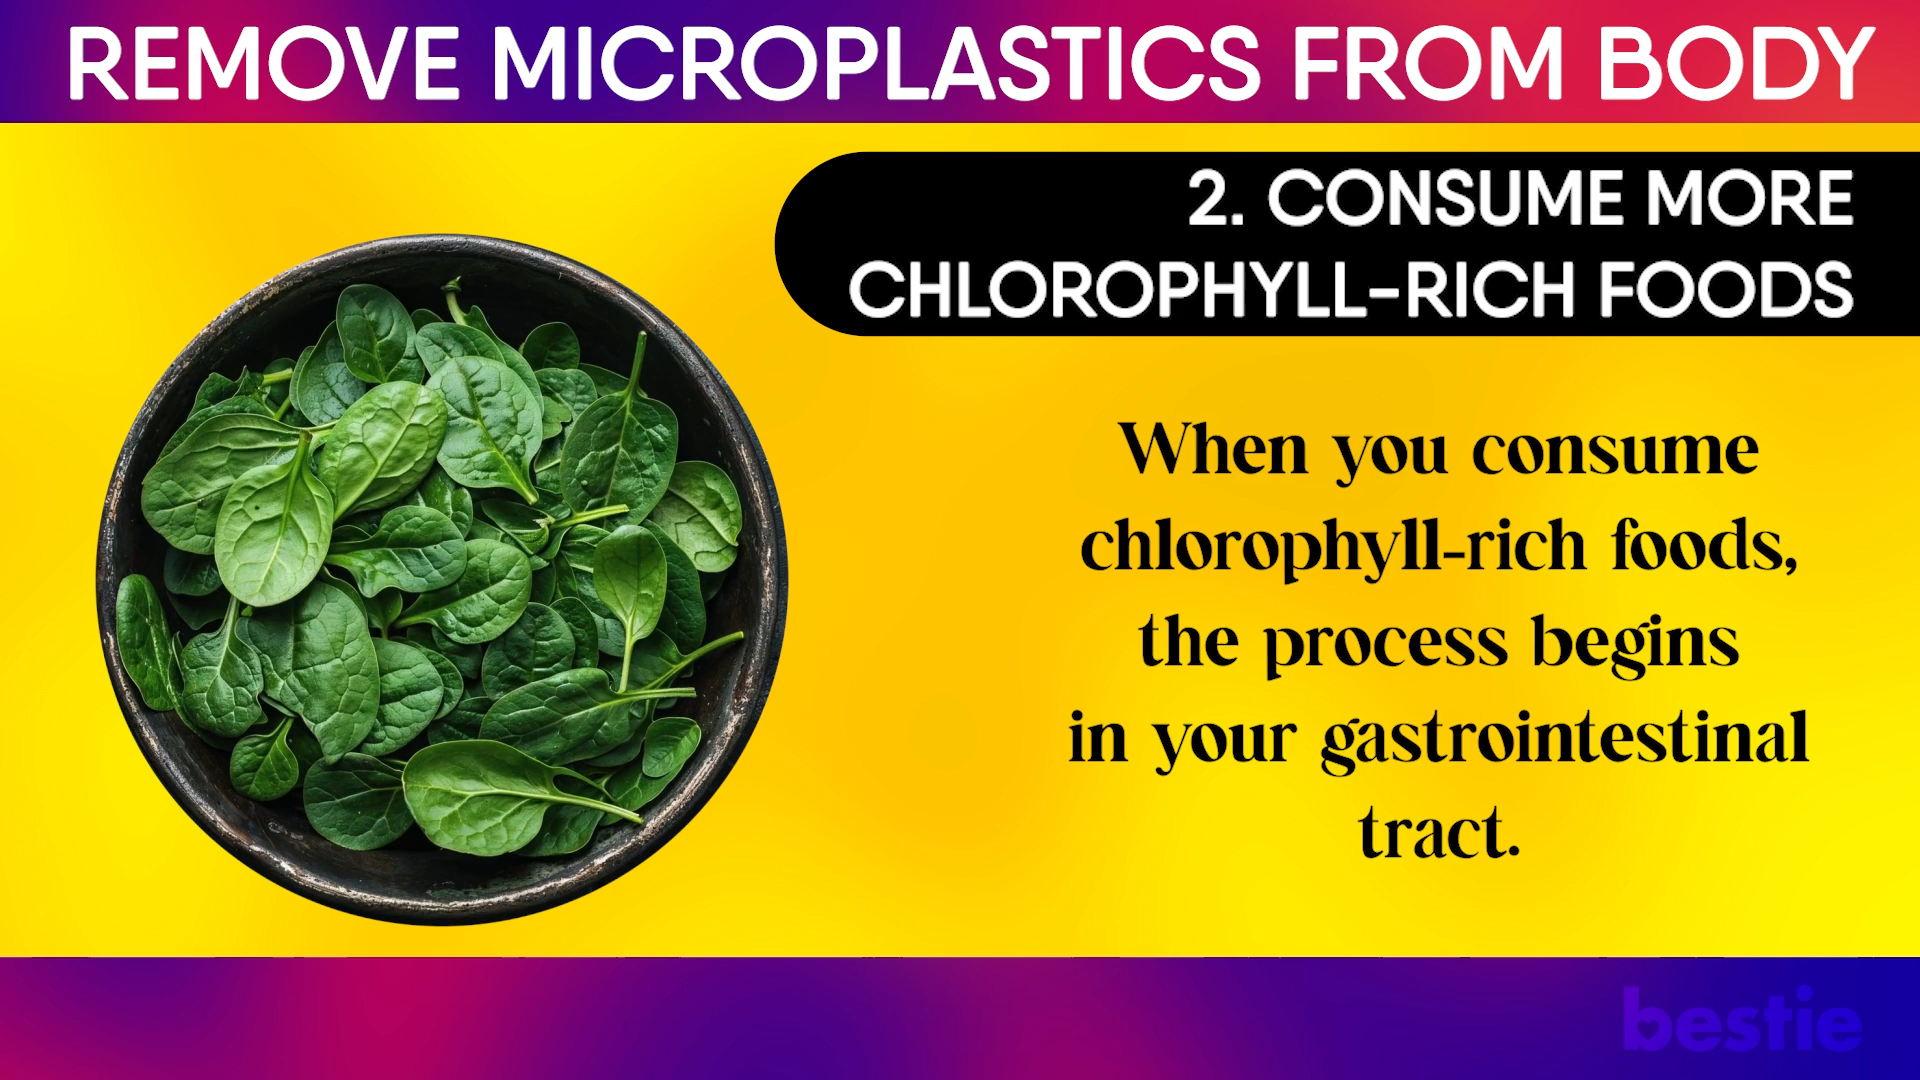 REMOVE MICROPLASTICS FROM BODY
2. CONSUME MORE
CHLOROPHYLL-RICH FOODS
When you consume
chlorophyll-rich foods,
the process begins
in your gastrointestinal
tract.
bestie